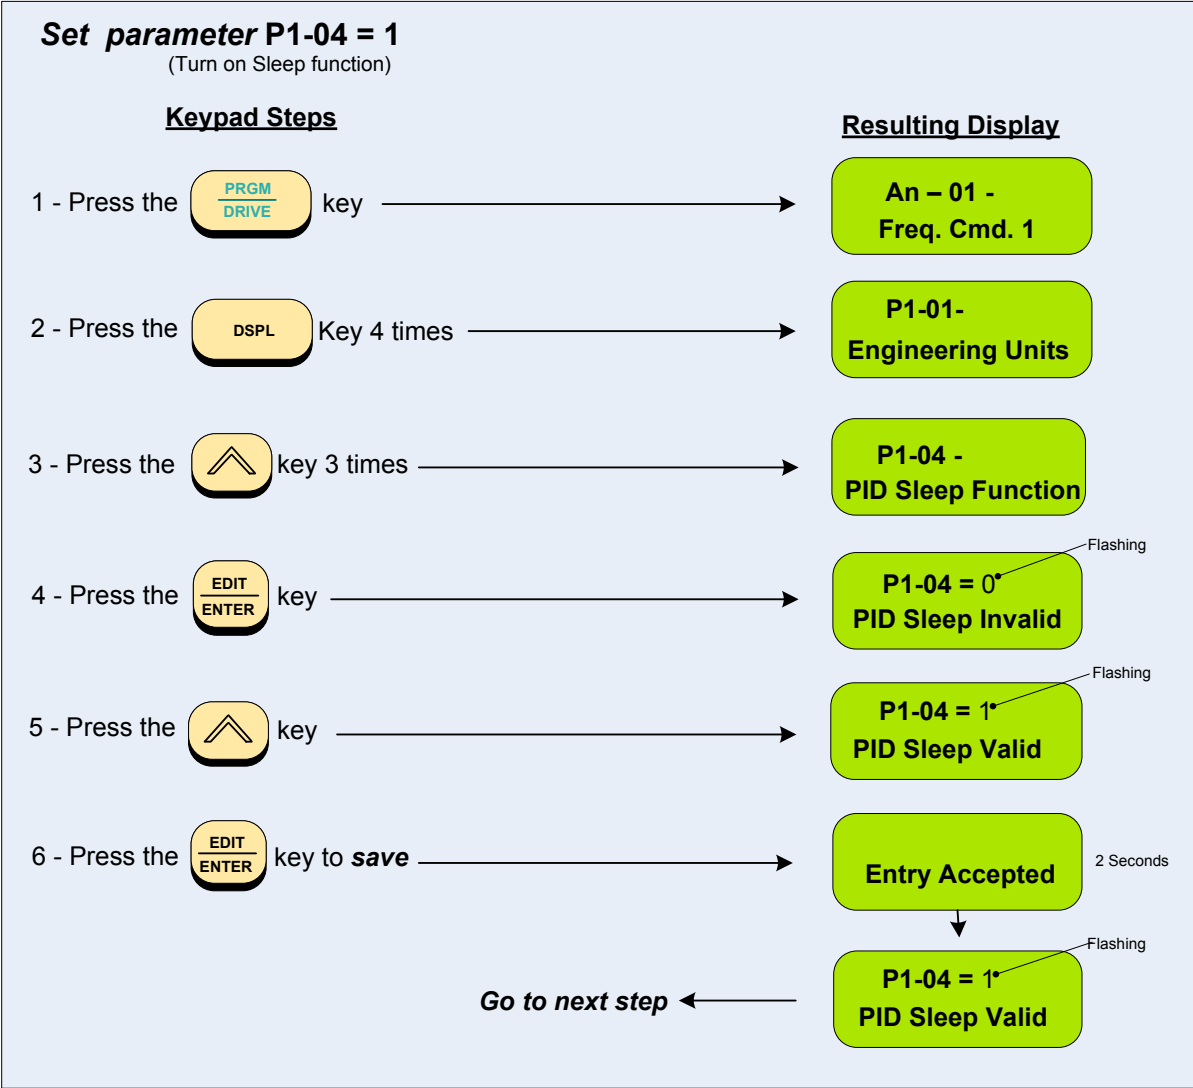 Set parameter P1-04 = 1
(Turn on Sleep function)
Keypad Steps
Resulting Display
1 - Press the PRGM DRIVE key
An – 01 -
Freq. Cmd. 1
2 - Press the DSPL Key 4 times
P1-01-
Engineering Units
3 - Press the key 3 times
P1-04 -
PID Sleep Function
4 - Press the EDIT ENTER key
Flashing
P1-04 = 0
PID Sleep Invalid
5 - Press the key
Flashing
P1-04 = 1
PID Sleep Valid
6 - Press the EDIT ENTER key to save
Entry Accepted
2 Seconds
Flashing
P1-04 = 1
PID Sleep Valid
Go to next step